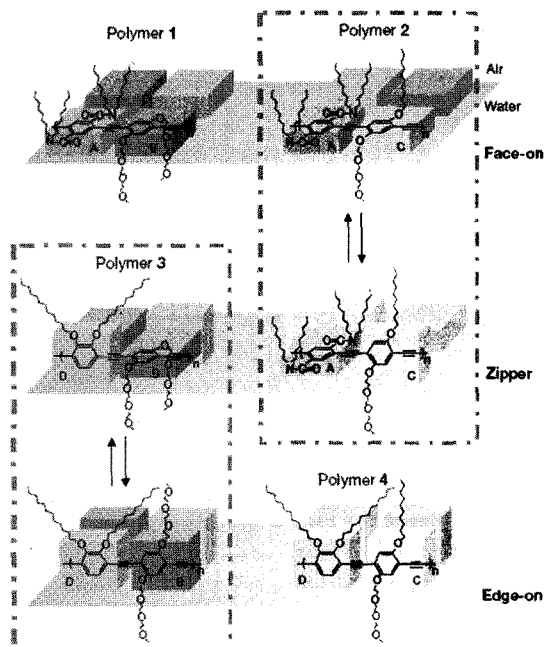 Polymer 1
Polymer 2
Air
Water
Face-on
A
A
C
n
Polymer 3
D
n
A
C
n
Zipper
Polymer 4
D
n
D
C
n
Edge-on